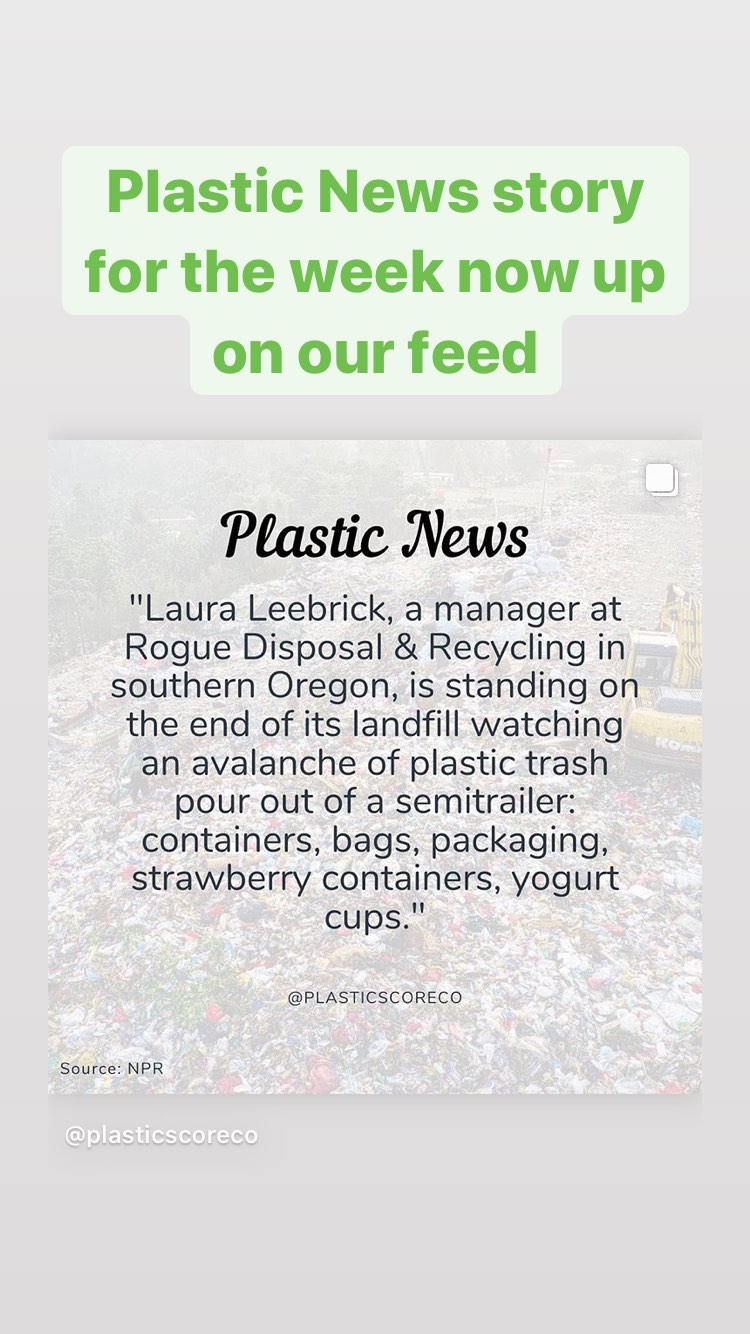 Plastic News story
for the week now up
on our feed
Plastic News
"Laura Leebrick, a manager at
Rogue Disposal & Recycling in
southern Oregon, is standing on
the end of its landfill watching
an avalanche of plastic trash
pour out of a semitrailer:
containers, bags, packaging,
strawberry containers, yogurt
cups."
@PLASTICSCORECO
Source: NPR
@plasticscoreco